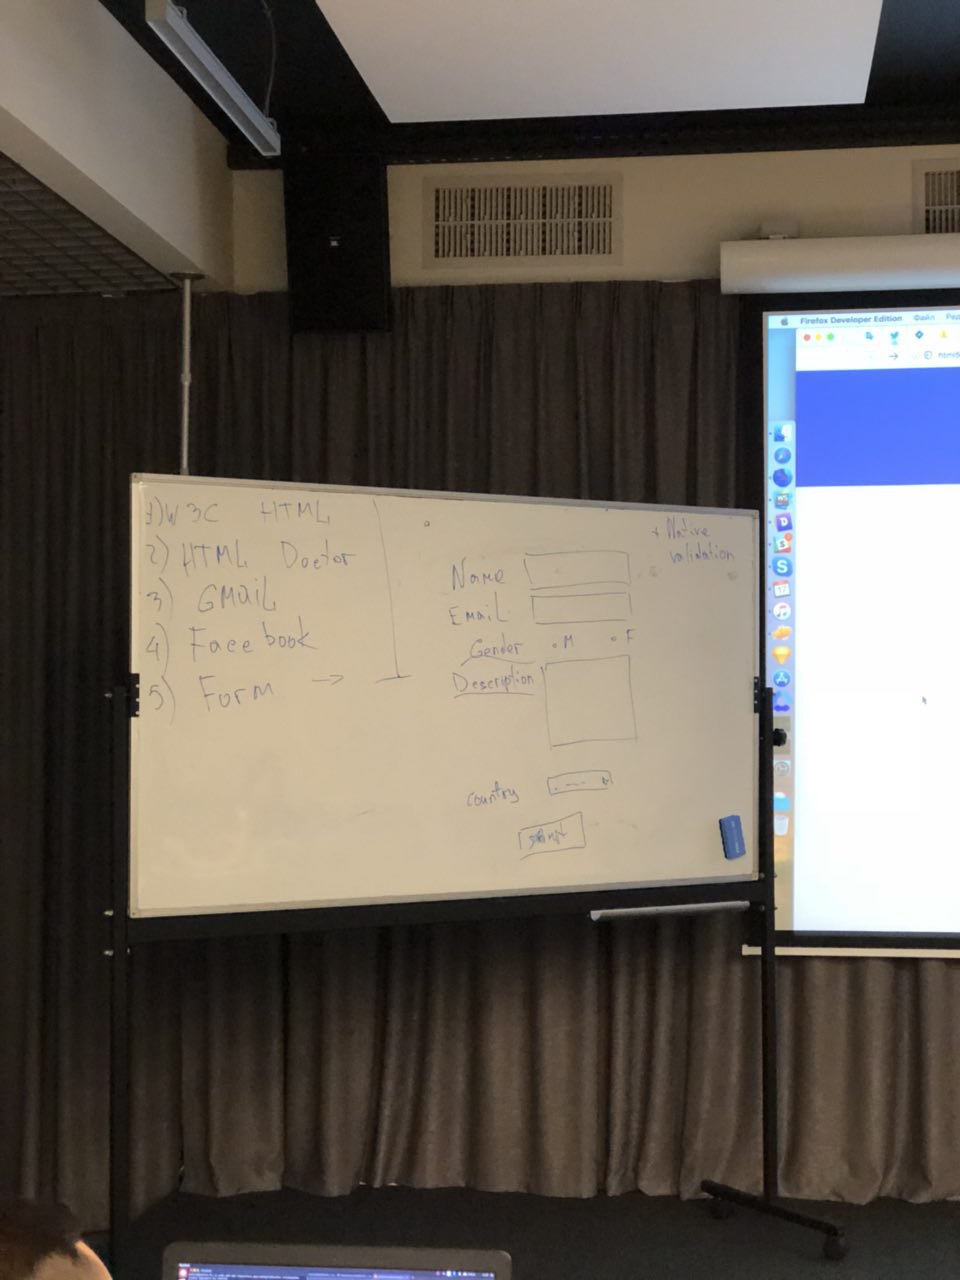 1) W3C HTML
2) HTML Doctor
3) GMail
4) Facebook
5) Form →
+ Native
validation
Name
Email
Gender M F
Description
country
submit
Firefox Developer Edition Файл